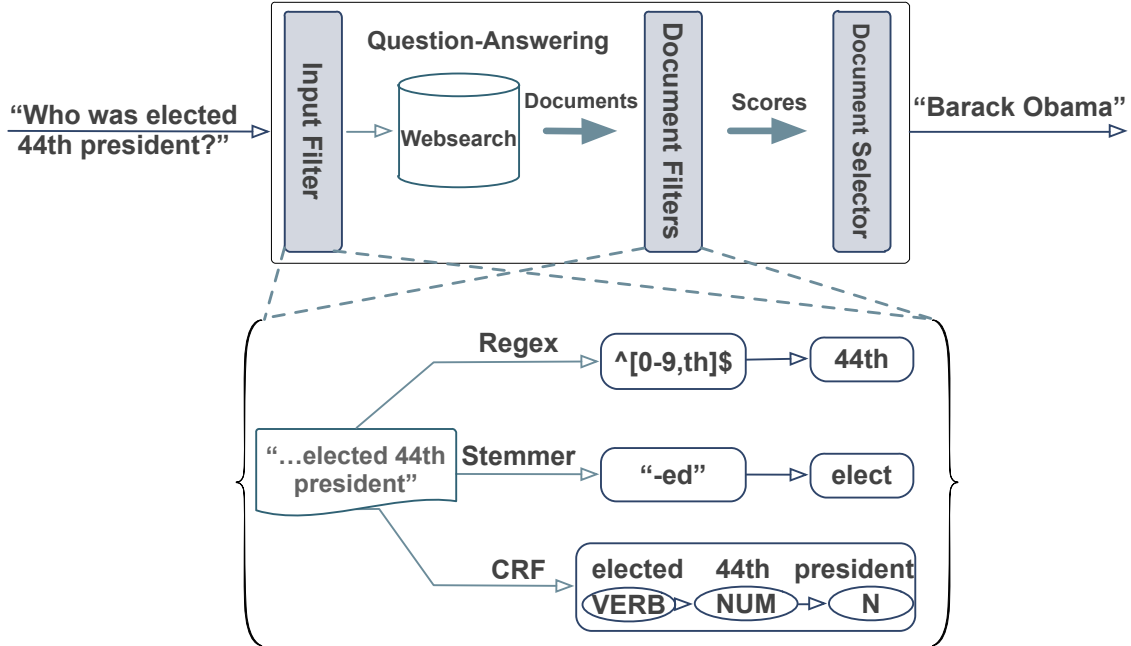 Question-Answering
“Who was elected
44th president?”
Input Filter
Websearch
Documents
Document Filters
Scores
Document Selector
“Barack Obama”
Regex
^[0-9,th]$
44th
“…elected 44th
president”
Stemmer
“-ed”
elect
CRF
elected 44th president
VERB NUM N